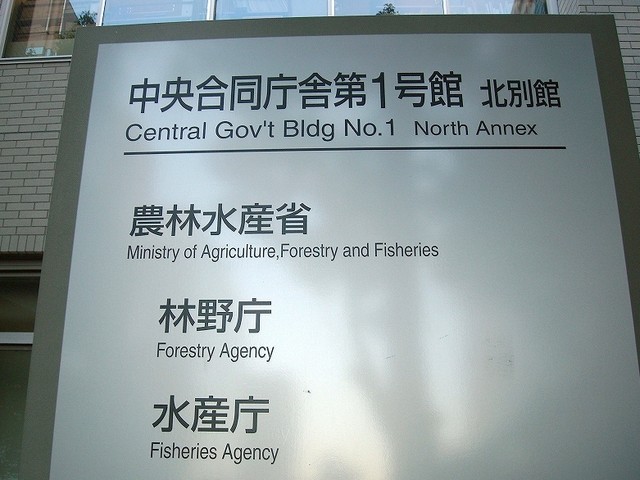 中央合同庁舎第1号館 北別館
Central Gov't Bldg No.1 North Annex
農林水産省
Ministry of Agriculture,Forestry and Fisheries
林野庁
Forestry Agency
水産庁
Fisheries Agency